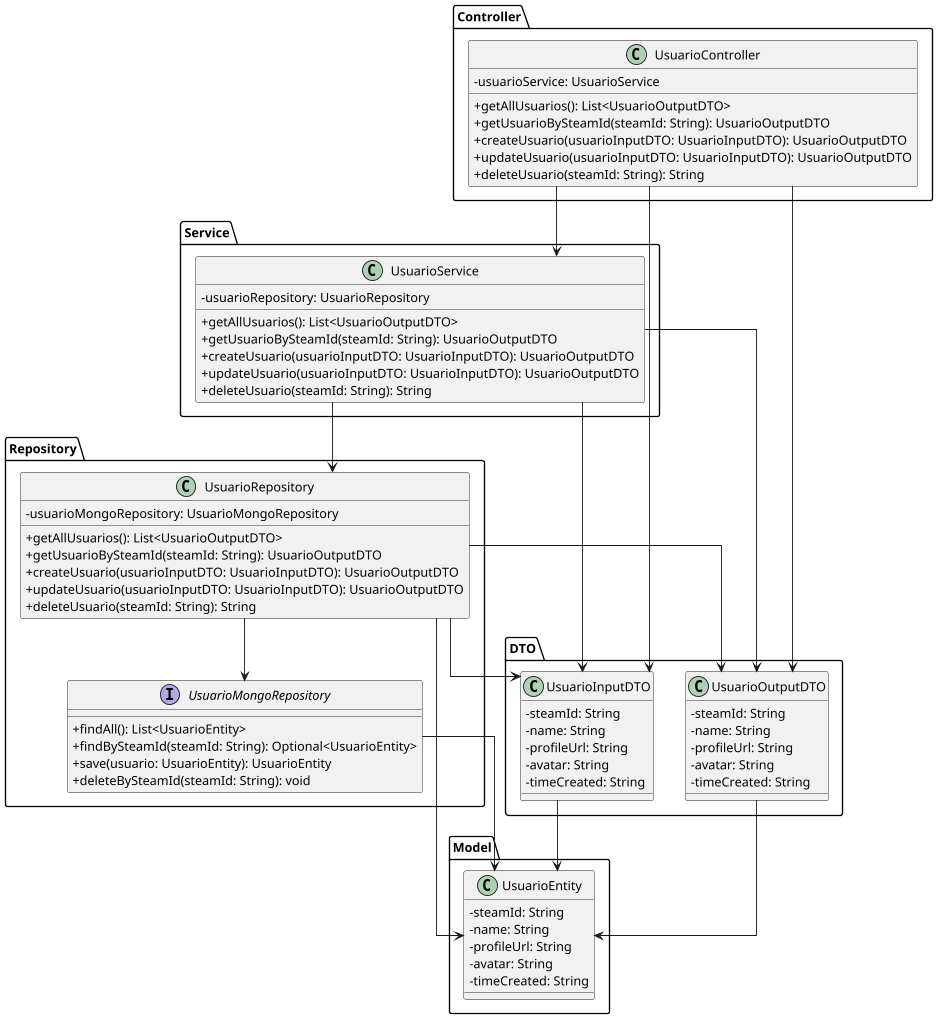 Controller
C UsuarioController
-usuarioService: UsuarioService
+getAllUsuarios(): List<UsuarioOutputDTO>
+getUsuarioBySteamId(steamId: String): UsuarioOutputDTO
+createUsuario(usuarioInputDTO: UsuarioInputDTO): UsuarioOutputDTO
+updateUsuario(usuarioInputDTO: UsuarioInputDTO): UsuarioOutputDTO
+deleteUsuario(steamId: String): String
Service
C UsuarioService
-usuarioRepository: UsuarioRepository
+getAllUsuarios(): List<UsuarioOutputDTO>
+getUsuarioBySteamId(steamId: String): UsuarioOutputDTO
+createUsuario(usuarioInputDTO: UsuarioInputDTO): UsuarioOutputDTO
+updateUsuario(usuarioInputDTO: UsuarioInputDTO): UsuarioOutputDTO
+deleteUsuario(steamId: String): String
Repository
C UsuarioRepository
-usuarioMongoRepository: UsuarioMongoRepository
+getAllUsuarios(): List<UsuarioOutputDTO>
+getUsuarioBySteamId(steamId: String): UsuarioOutputDTO
+createUsuario(usuarioInputDTO: UsuarioInputDTO): UsuarioOutputDTO
+updateUsuario(usuarioInputDTO: UsuarioInputDTO): UsuarioOutputDTO
+deleteUsuario(steamId: String): String
I UsuarioMongoRepository
+findAll(): List<UsuarioEntity>
+findBySteamId(steamId: String): Optional<UsuarioEntity>
+save(usuario: UsuarioEntity): UsuarioEntity
+deleteBySteamId(steamId: String): void
DTO
C UsuarioInputDTO
-steamId: String
-name: String
-profileUrl: String
-avatar: String
-timeCreated: String
C UsuarioOutputDTO
-steamId: String
-name: String
-profileUrl: String
-avatar: String
-timeCreated: String
Model
C UsuarioEntity
-steamId: String
-name: String
-profileUrl: String
-avatar: String
-timeCreated: String